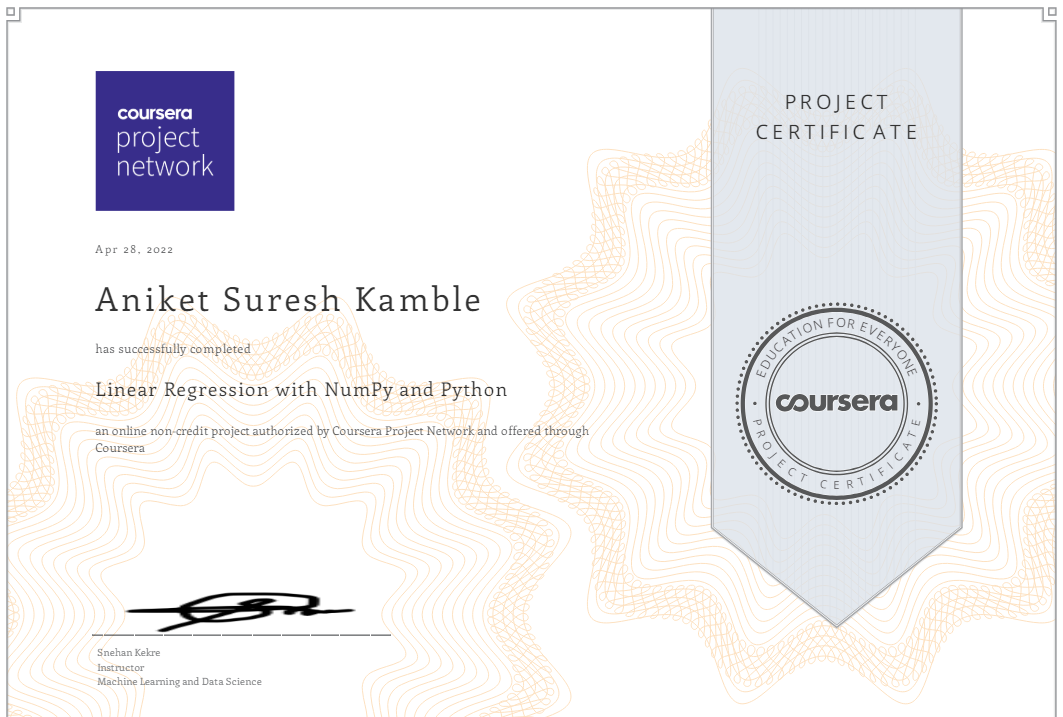 coursera
project
network
PROJECT
CERTIFICATE
Apr 28, 2022
Aniket Suresh Kamble
has successfully completed
Linear Regression with NumPy and Python
an online non-credit project authorized by Coursera Project Network and offered through
Coursera
EDUCATION FOR EVERYONE
coursera
PROJECT CERTIFICATE
Snehan Kekre
Instructor
Machine Learning and Data Science